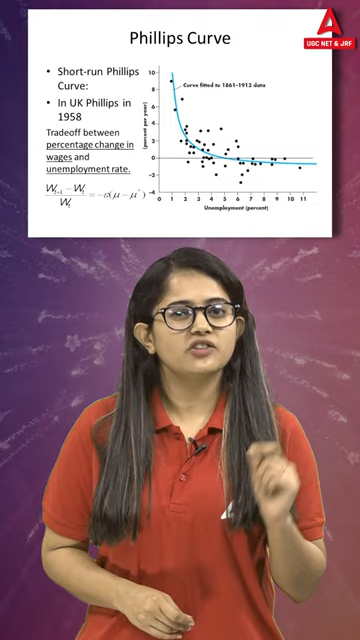 UGC NET & JRF
Phillips Curve
• Short-run Phillips
Curve:
• In UK Phillips in
1958
Tradeoff between
percentage change in
wages and
unemployment rate.
(W_{t+1} − W_t) / W_t = −ε(μ − μ*)
10
8
6
4
2
0
−2
−4
(percent per year)
Curve fitted to 1861–1913 data
0 1 2 3 4 5 6 7 8 9 10 11
Unemployment (percent)